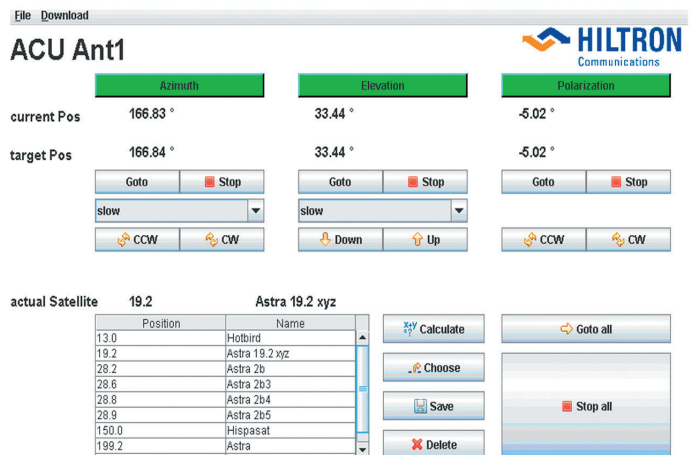 File Download
ACU Ant1
HILTRON
Communications
Azimuth Elevation Polarization
current Pos 166.83 ° 33.44 ° -5.02 °
target Pos 166.84 ° 33.44 ° -5.02 °
Goto Stop Goto Stop Goto Stop
slow slow
CCW CW Down Up CCW CW
actual Satellite 19.2 Astra 19.2 xyz
Position Name
13.0 Hotbird
19.2 Astra 19.2 xyz
28.2 Astra 2b
28.6 Astra 2b3
28.8 Astra 2b4
28.9 Astra 2b5
150.0 Hispasat
199.2 Astra
X+Y =? Calculate
Choose
Save
Delete
Goto all
Stop all